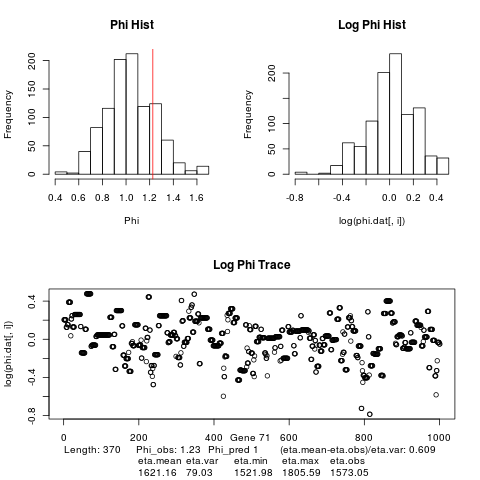 Phi Hist
Frequency
0 50 100 200
0.4 0.6 0.8 1.0 1.2 1.4 1.6
Phi
Log Phi Hist
Frequency
0 50 100 200
-0.8 -0.4 0.0 0.4
log(phi.dat[, i])
Log Phi Trace
log(phi.dat[, i])
-0.8 -0.4 0.0 0.4
0 200 400 600 800 1000
Gene 71
Length: 370 Phi_obs: 1.23 Phi_pred 1 (eta.mean-eta.obs)/eta.var: 0.609
eta.mean eta.var eta.min eta.max eta.obs
1621.16 79.03 1521.98 1805.59 1573.05